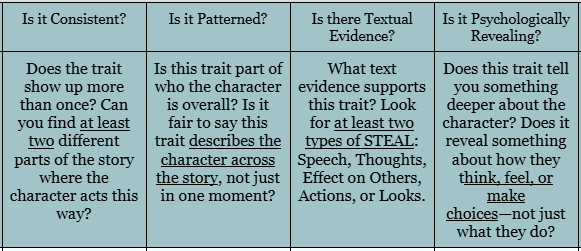 Is it Consistent?
Is it Patterned?
Is there Textual
Evidence?
Is it Psychologically
Revealing?
Does the trait
show up more
than once? Can
you find at least
two different
parts of the story
where the
character acts this
way?
Is this trait part of
who the character
is overall? Is it
fair to say this
trait describes the
character across
the story, not just
in one moment?
What text
evidence supports
this trait? Look
for at least two
types of STEAL:
Speech, Thoughts,
Effect on Others,
Actions, or Looks.
Does this trait tell
you something
deeper about the
character? Does it
reveal something
about how they
think, feel, or
make
choices—not just
what they do?